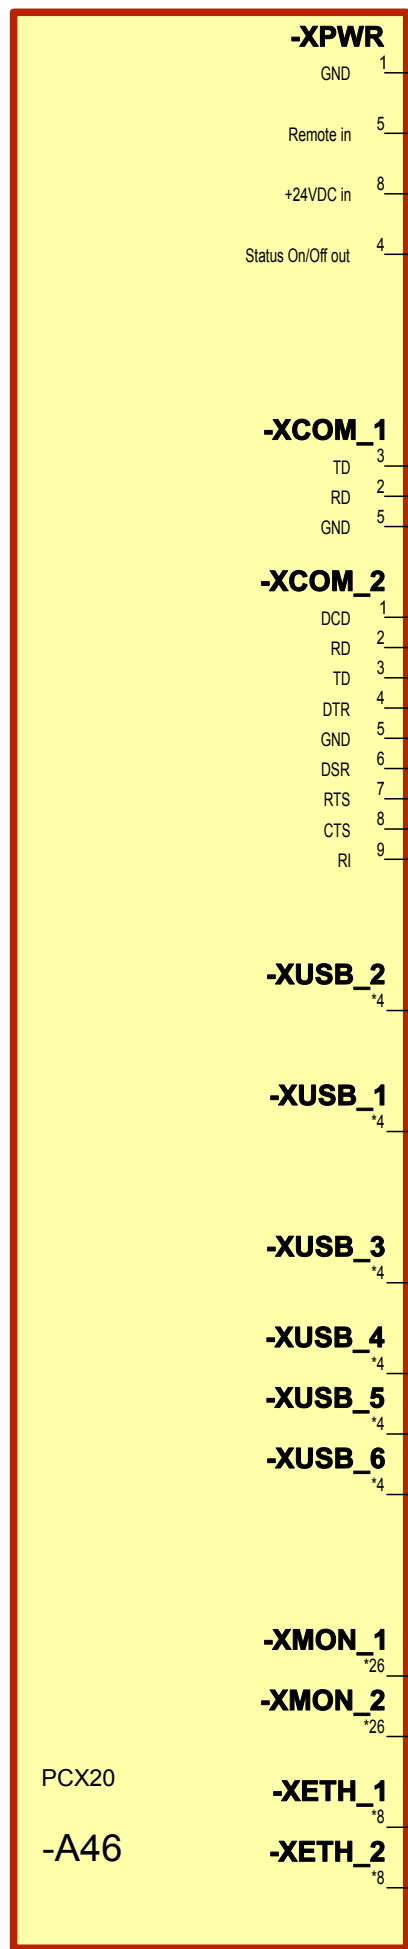 -XPWR
GND 1
Remote in 5
+24VDC in 8
Status On/Off out 4
-XCOM_1
TD 3
RD 2
GND 5
-XCOM_2
DCD 1
RD 2
TD 3
DTR 4
GND 5
DSR 6
RTS 7
CTS 8
RI 9
-XUSB_2
*4
-XUSB_1
*4
-XUSB_3
*4
-XUSB_4
*4
-XUSB_5
*4
-XUSB_6
*4
-XMON_1
*26
-XMON_2
*26
PCX20
-XETH_1
*8
-A46
-XETH_2
*8